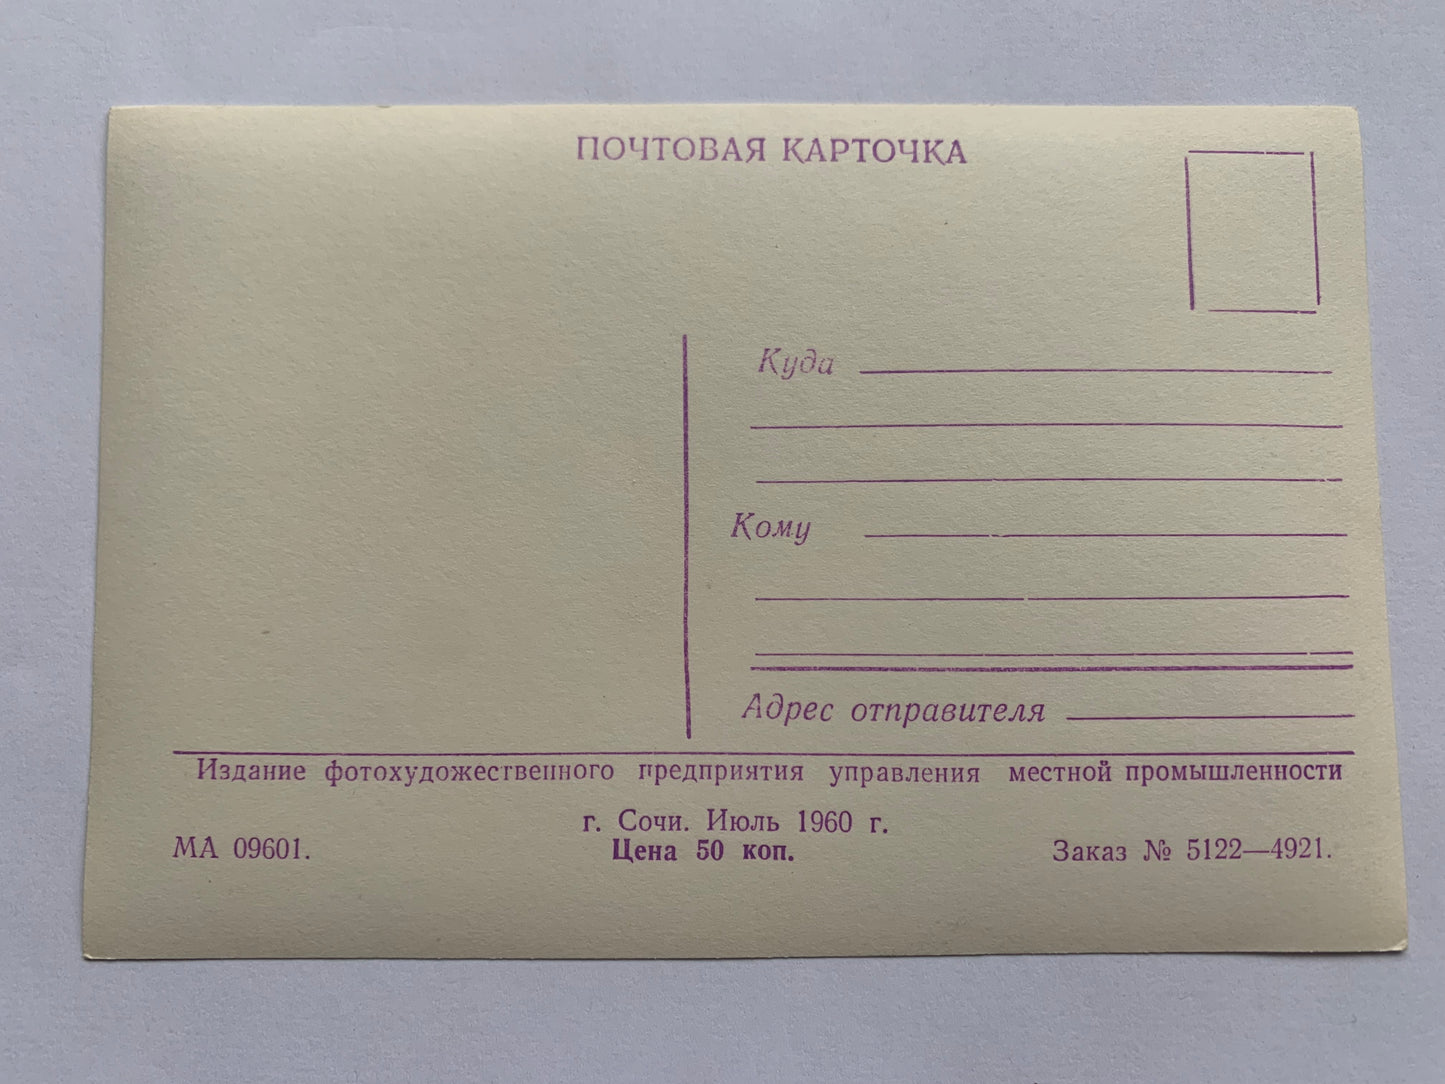 ПОЧТОВАЯ КАРТОЧКА
Куда
Кому
Адрес отправителя
Издание фотохудожественного предприятия управления местной промышленности
г. Сочи. Июль 1960 г.
МА 09601. Цена 50 коп. Заказ № 5122—4921.